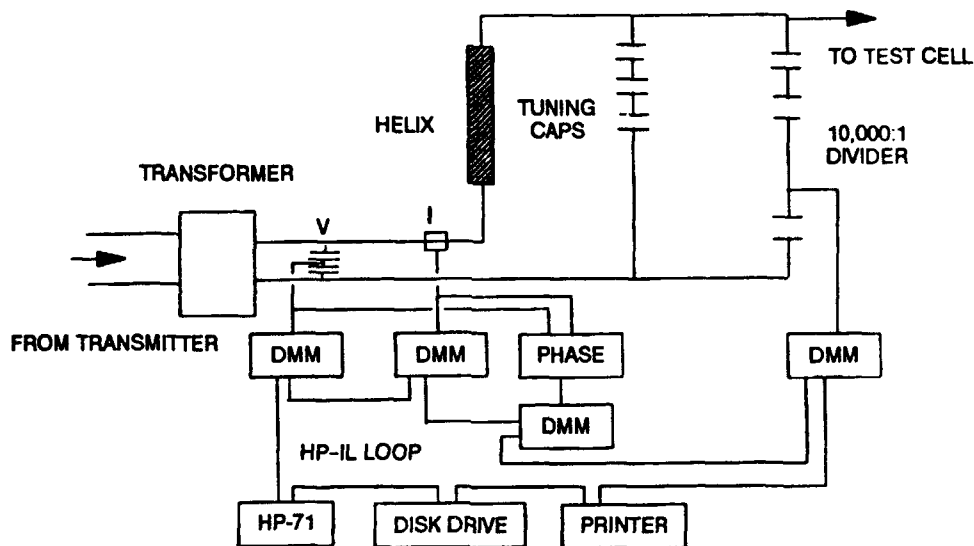 TO TEST CELL
TUNING
CAPS
HELIX
10,000:1
DIVIDER
TRANSFORMER
V
I
FROM TRANSMITTER
DMM
DMM
PHASE
DMM
DMM
HP-IL LOOP
HP-71
DISK DRIVE
PRINTER